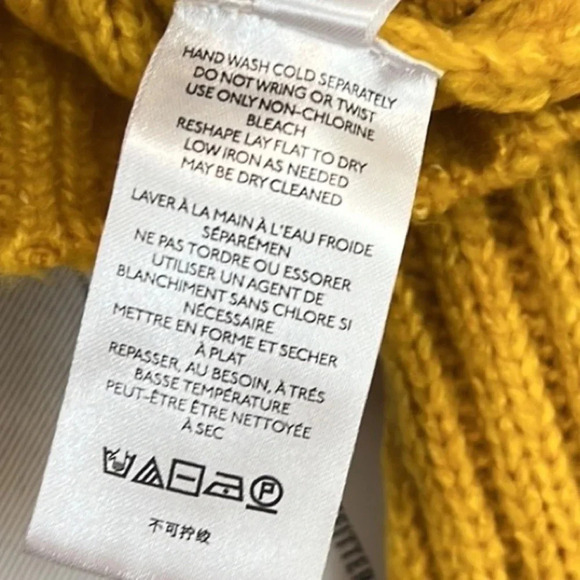 HAND WASH COLD SEPARATELY
DO NOT WRING OR TWIST
USE ONLY NON-CHLORINE
BLEACH
RESHAPE LAY FLAT TO DRY
LOW IRON AS NEEDED
MAY BE DRY CLEANED
LAVER À LA MAIN À L'EAU FROIDE
SÉPARÉMEN
NE PAS TORDRE OU ESSORER
UTILISER UN AGENT DE
BLANCHIMENT SANS CHLORE SI
NÉCESSAIRE
METTRE EN FORME ET SECHER
À PLAT
REPASSER, AU BESOIN, À TRÉS
BASSE TEMPÉRATURE
PEUT-ÊTRE ÊTRE NETTOYÉE
À SEC
P
不可拧绞